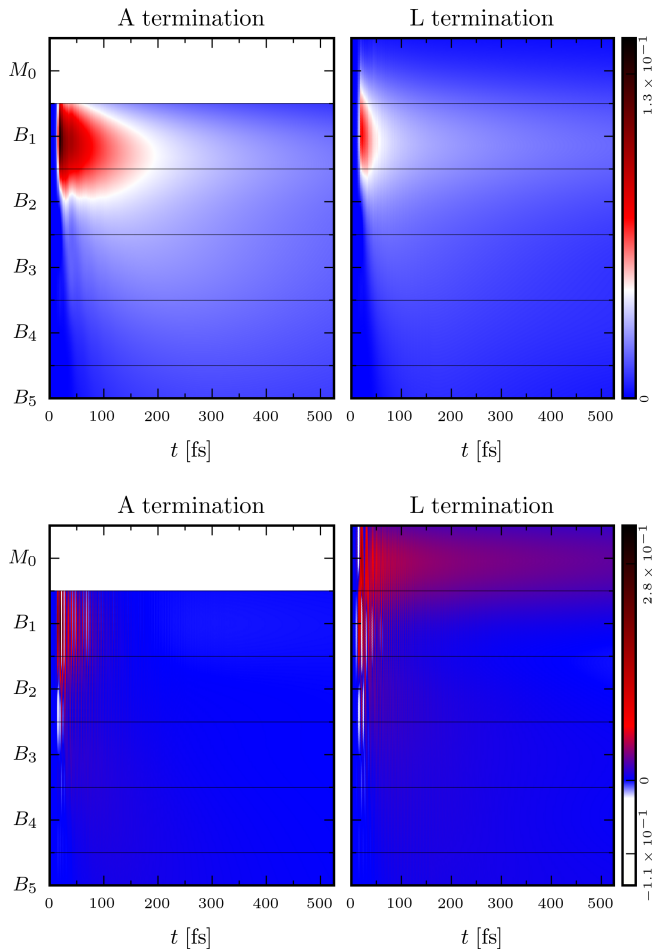 A termination
L termination
M0
B1
B2
B3
B4
B5
0
100
200
300
400
500
0
100
200
300
400
500
t [fs]
t [fs]
1.3 × 10−1
0
A termination
L termination
M0
B1
B2
B3
B4
B5
0
100
200
300
400
500
0
100
200
300
400
500
t [fs]
t [fs]
2.8 × 10−1
0
−1.1 × 10−1